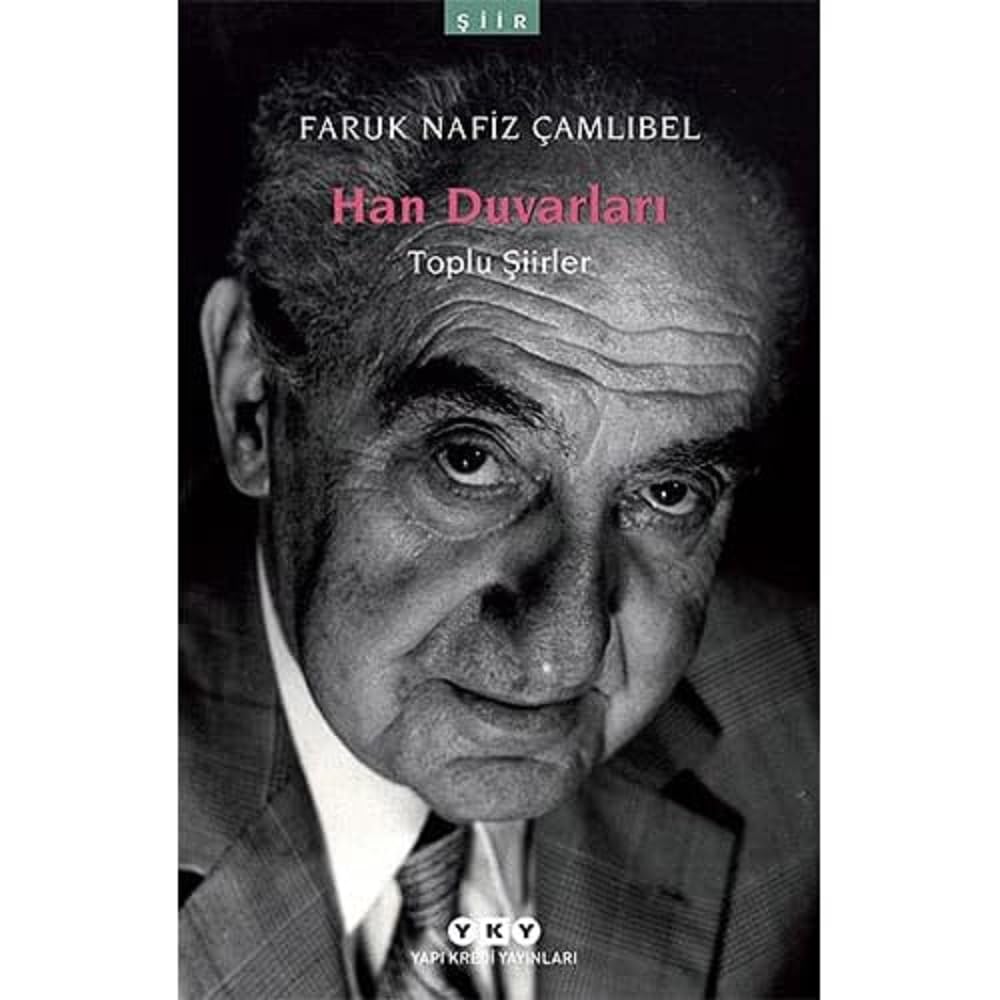 ŞİİR
FARUK NAFİZ ÇAMLIBEL
Han Duvarları
Toplu Şiirler
YKY
YAPI KREDİ YAYINLARI